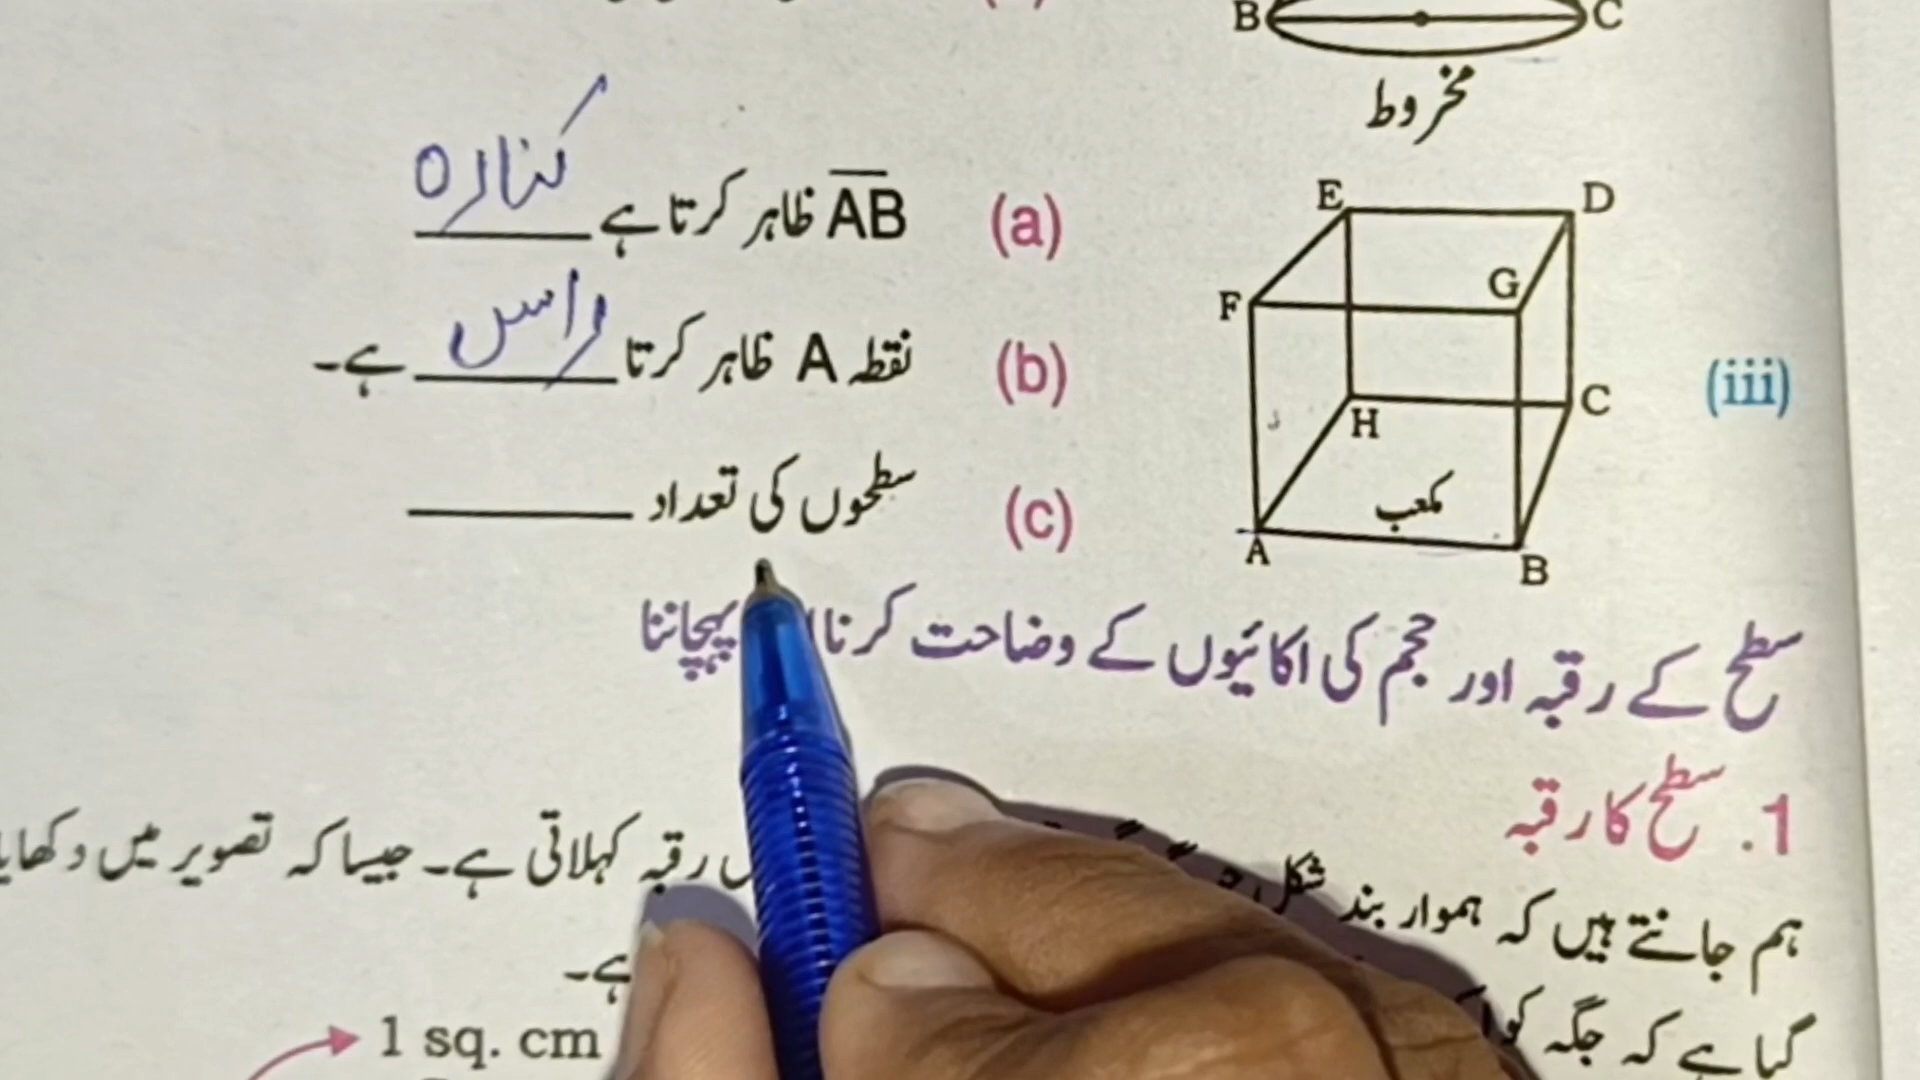 B C
مخروط
(a) AB ظاہر کرتا ہے کنارہ
E D
F G
(iii)
(b) نقطہ A ظاہر کرتا راس ہے۔
H C
(c) سطحوں کی تعداد
مکعب
A B
سطح کے رقبہ اور حجم کی اکائیوں کے وضاحت کرنا پہچاننا
1. سطح کا رقبہ
ہم جانتے ہیں کہ ہموار بند شکل رقبہ کہلاتی ہے۔ جیسا کہ تصویر میں
گیا ہے کہ جگہ کو ہے۔
1 sq. cm